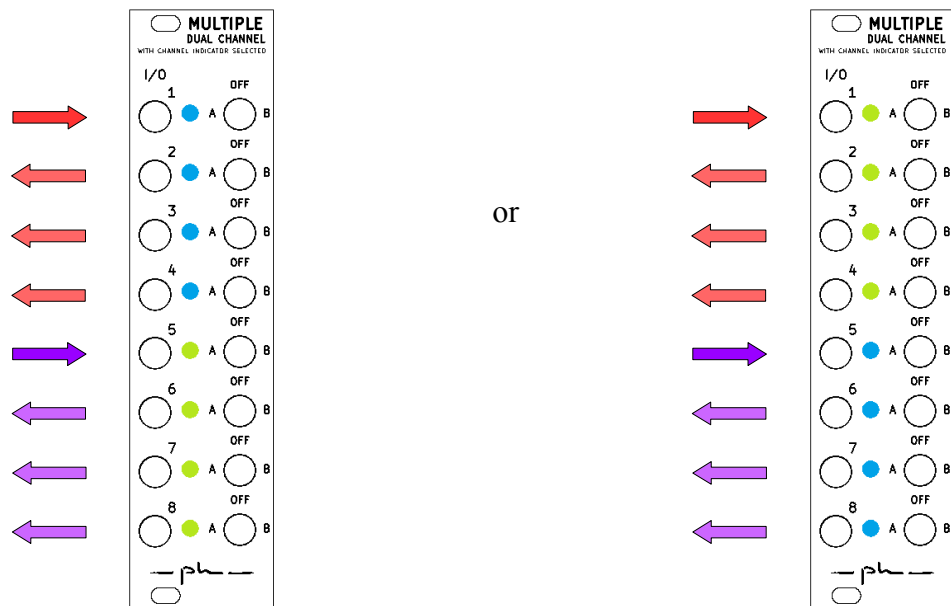 MULTIPLE
DUAL CHANNEL
WITH CHANNEL INDICATOR SELECTED
I/O
OFF
1 A B
OFF
2 A B
OFF
3 A B
OFF
4 A B
OFF
5 A B
OFF
6 A B
OFF
7 A B
OFF
8 A B
ph
or
MULTIPLE
DUAL CHANNEL
WITH CHANNEL INDICATOR SELECTED
I/O
OFF
1 A B
OFF
2 A B
OFF
3 A B
OFF
4 A B
OFF
5 A B
OFF
6 A B
OFF
7 A B
OFF
8 A B
ph